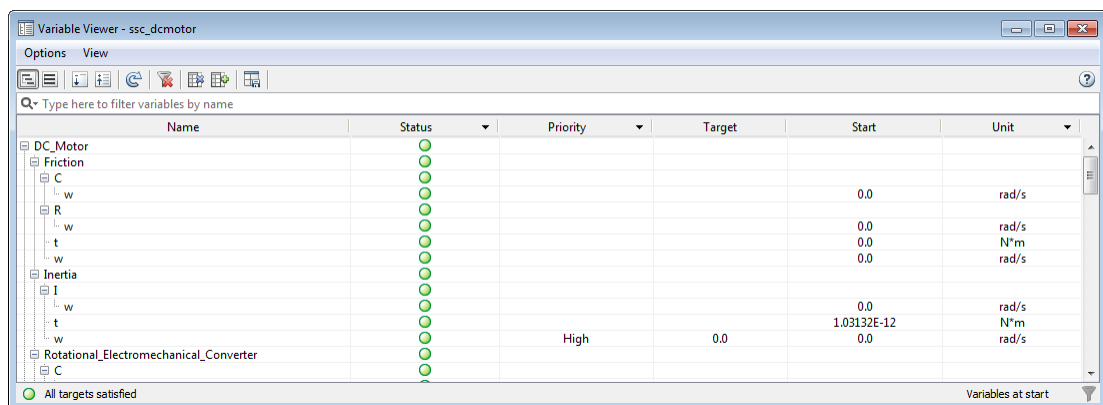 Variable Viewer - ssc_dcmotor
Options View
Type here to filter variables by name
Name Status Priority Target Start Unit
DC_Motor
Friction
C
w 0.0 rad/s
R
w 0.0 rad/s
t 0.0 N*m
w 0.0 rad/s
Inertia
I
w 0.0 rad/s
t 1.03132E-12 N*m
w High 0.0 0.0 rad/s
Rotational_Electromechanical_Converter
C
All targets satisfied Variables at start